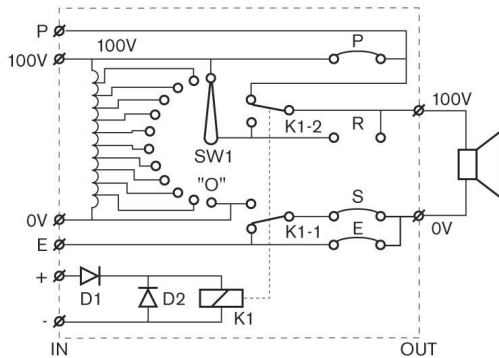 P
100V
100V
P
K1-2
100V
R
SW1
"O"
S
0V
E
K1-1
E
0V
+
D1
D2
K1
-
IN
OUT